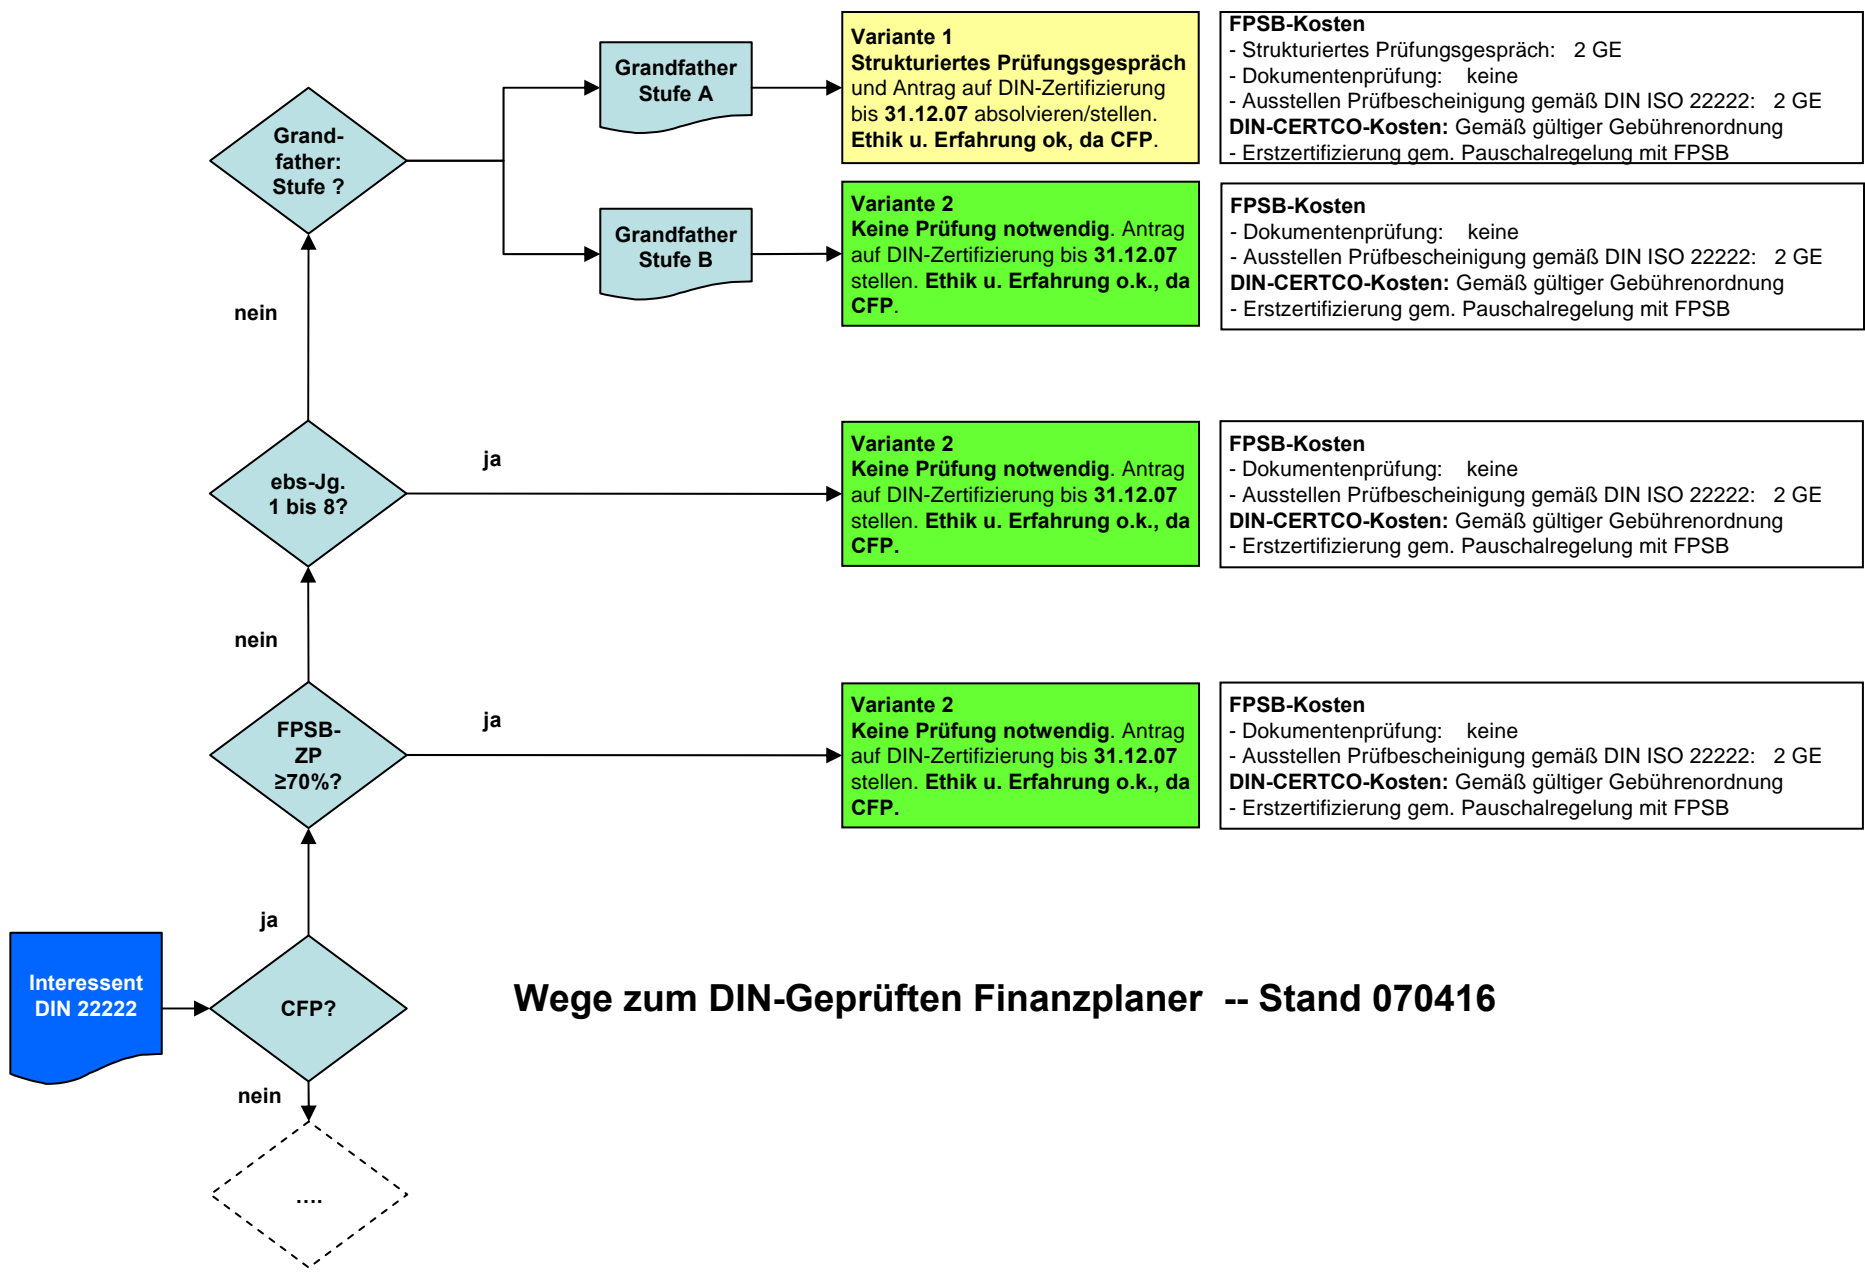 Grand-
father:
Stufe ?
Grandfather
Stufe A
Variante 1
Strukturiertes Prüfungsgespräch
und Antrag auf DIN-Zertifizierung
bis 31.12.07 absolvieren/stellen.
Ethik u. Erfahrung ok, da CFP.
FPSB-Kosten
- Strukturiertes Prüfungsgespräch: 2 GE
- Dokumentenprüfung: keine
- Ausstellen Prüfbescheinigung gemäß DIN ISO 22222: 2 GE
DIN-CERTCO-Kosten: Gemäß gültiger Gebührenordnung
- Erstzertifizierung gem. Pauschalregelung mit FPSB
Grandfather
Stufe B
Variante 2
Keine Prüfung notwendig. Antrag
auf DIN-Zertifizierung bis 31.12.07
stellen. Ethik u. Erfahrung o.k., da
CFP.
FPSB-Kosten
- Dokumentenprüfung: keine
- Ausstellen Prüfbescheinigung gemäß DIN ISO 22222: 2 GE
DIN-CERTCO-Kosten: Gemäß gültiger Gebührenordnung
- Erstzertifizierung gem. Pauschalregelung mit FPSB
nein
ebs-Jg.
1 bis 8?
ja
Variante 2
Keine Prüfung notwendig. Antrag
auf DIN-Zertifizierung bis 31.12.07
stellen. Ethik u. Erfahrung o.k., da
CFP.
FPSB-Kosten
- Dokumentenprüfung: keine
- Ausstellen Prüfbescheinigung gemäß DIN ISO 22222: 2 GE
DIN-CERTCO-Kosten: Gemäß gültiger Gebührenordnung
- Erstzertifizierung gem. Pauschalregelung mit FPSB
nein
FPSB-
ZP
≥70%?
ja
Variante 2
Keine Prüfung notwendig. Antrag
auf DIN-Zertifizierung bis 31.12.07
stellen. Ethik u. Erfahrung o.k., da
CFP.
FPSB-Kosten
- Dokumentenprüfung: keine
- Ausstellen Prüfbescheinigung gemäß DIN ISO 22222: 2 GE
DIN-CERTCO-Kosten: Gemäß gültiger Gebührenordnung
- Erstzertifizierung gem. Pauschalregelung mit FPSB
ja
Interessent
DIN 22222
CFP?
Wege zum DIN-Geprüften Finanzplaner -- Stand 070416
nein
....